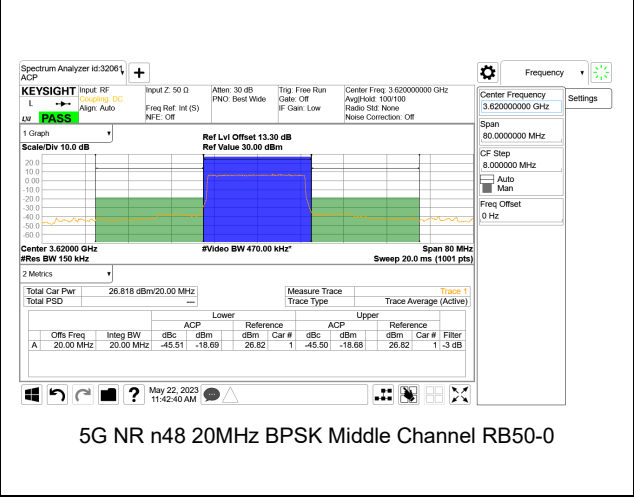 Spectrum Analyzer id:32061
ACP
Frequency
KEYSIGHT
L
PASS
Input: RF
Coupling: DC
Align: Auto
Input Z: 50 Ω
Freq Ref: Int (S)
NFE: Off
Atten: 30 dB
PNO: Best Wide
Trig: Free Run
Gate: Off
IF Gain: Low
Center Freq: 3.620000000 GHz
Avg|Hold: 100/100
Radio Std: None
Noise Correction: Off
Center Frequency
3.620000000 GHz
Settings
Span
80.0000000 MHz
CF Step
8.000000 MHz
Auto
Man
Freq Offset
0 Hz
1 Graph
Scale/Div 10.0 dB
Ref Lvl Offset 13.30 dB
Ref Value 30.00 dBm
20.0
10.0
0.00
-10.0
-20.0
-30.0
-40.0
-50.0
-60.0
Center 3.62000 GHz
#Video BW 470.00 kHz*
Span 80 MHz
#Res BW 150 kHz
Sweep 20.0 ms (1001 pts)
2 Metrics
Total Car Pwr 26.818 dBm/20.00 MHz
Total PSD ---
Measure Trace Trace 1
Trace Type Trace Average (Active)
Lower Upper
ACP Reference ACP Reference
Offs Freq Integ BW dBc dBm dBm Car # dBc dBm dBm Car # Filter
A 20.00 MHz 20.00 MHz -45.51 -18.69 26.82 1 -45.50 -18.68 26.82 1 -3 dB
May 22, 2023
11:42:40 AM
5G NR n48 20MHz BPSK Middle Channel RB50-0